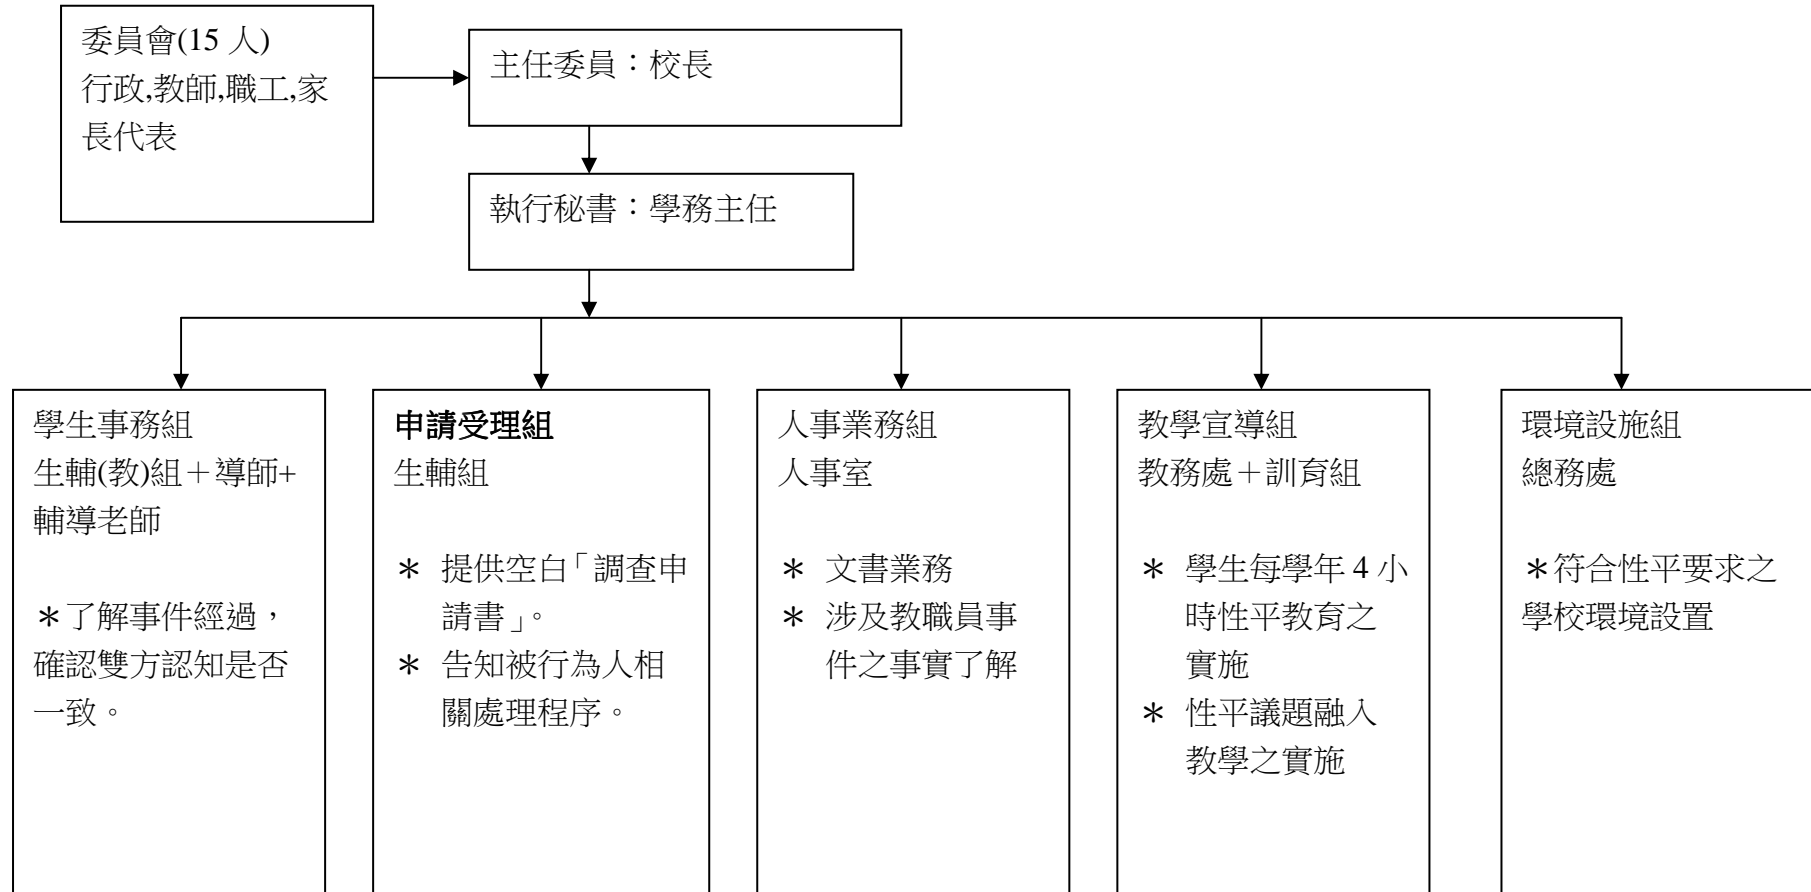 委員會(15 人)
行政,教師,職工,家
長代表
主任委員：校長
執行秘書：學務主任
學生事務組
生輔(教)組＋導師+
輔導老師
＊了解事件經過，
確認雙方認知是否
一致。
申請受理組
生輔組
＊ 提供空白「調查申
請書」。
＊ 告知被行為人相
關處理程序。
人事業務組
人事室
＊ 文書業務
＊ 涉及教職員事
件之事實了解
教學宣導組
教務處＋訓育組
＊ 學生每學年 4 小
時性平教育之
實施
＊ 性平議題融入
教學之實施
環境設施組
總務處
＊符合性平要求之
學校環境設置